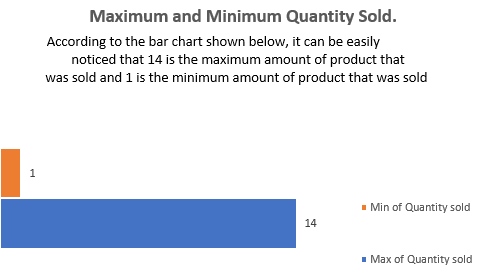 Maximum and Minimum Quantity Sold.
According to the bar chart shown below, it can be easily
noticed that 14 is the maximum amount of product that
was sold and 1 is the minimum amount of product that was sold
1
Min of Quantity sold
14
Max of Quantity sold